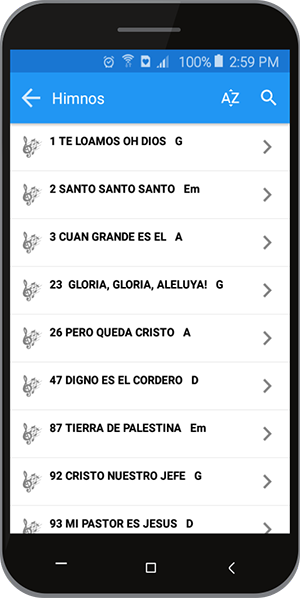 100% 2:59 PM
Himnos AZ
1 TE LOAMOS OH DIOS G
2 SANTO SANTO SANTO Em
3 CUAN GRANDE ES EL A
23 GLORIA, GLORIA, ALELUYA! G
26 PERO QUEDA CRISTO A
47 DIGNO ES EL CORDERO D
87 TIERRA DE PALESTINA Em
92 CRISTO NUESTRO JEFE G
93 MI PASTOR ES JESUS D